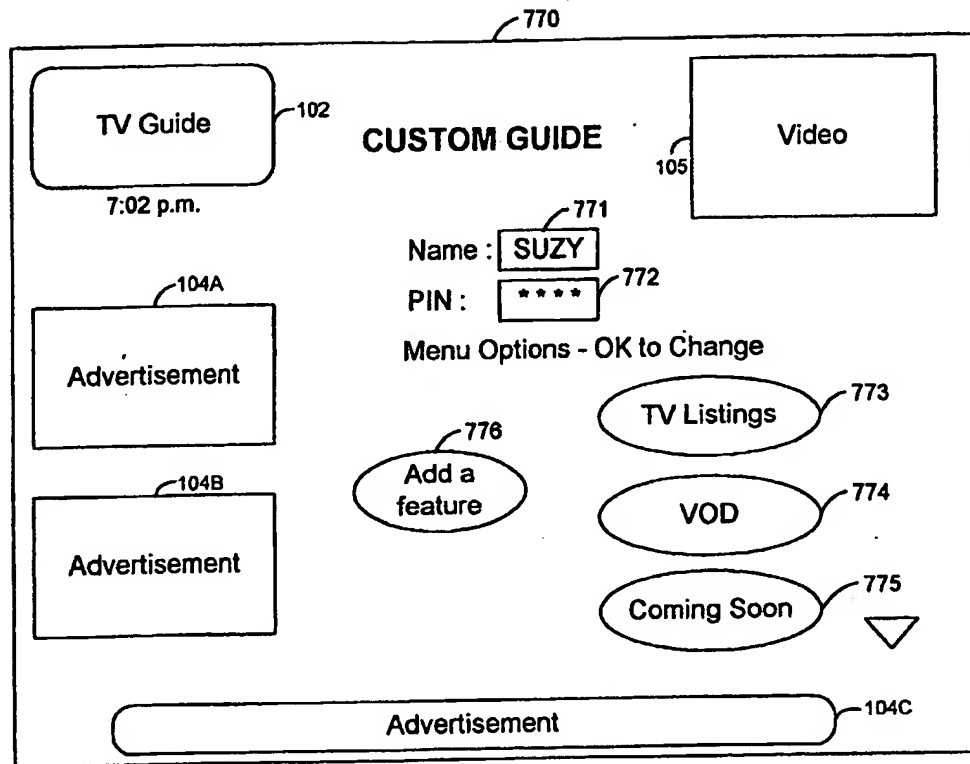 770
TV Guide
102
CUSTOM GUIDE
Video
105
7:02 p.m.
771
Name : SUZY
772
PIN : ****
Menu Options - OK to Change
104A
Advertisement
TV Listings
773
776
Add a
feature
104B
Advertisement
VOD
774
Coming Soon
775
Advertisement
104C